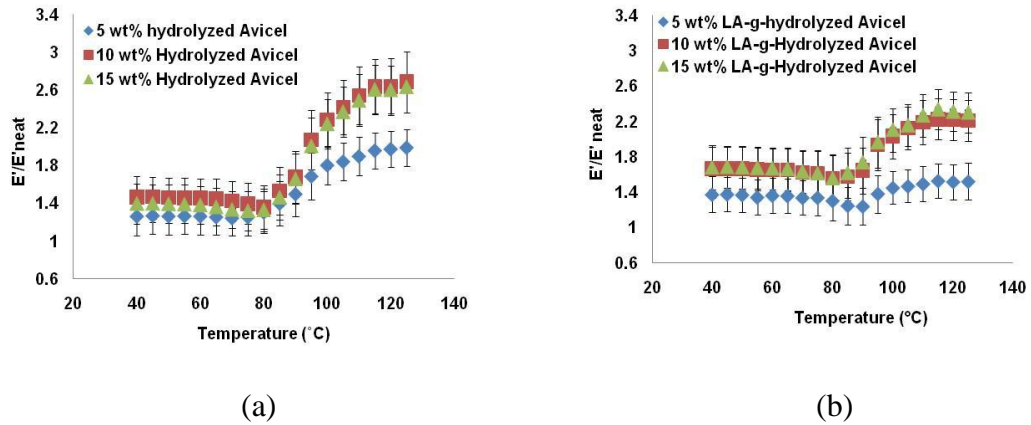 3.4
3
2.6
2.2
1.8
1.4
1
0.6
E'/E' neat
5 wt% hydrolyzed Avicel
10 wt% Hydrolyzed Avicel
15 wt% Hydrolyzed Avicel
20 40 60 80 100 120 140
Temperature (˚C)
(a)
3.4
3
2.6
2.2
1.8
1.4
1
0.6
E'/E' neat
5 wt% LA-g-hydrolyzed Avicel
10 wt% LA-g-Hydrolyzed Avicel
15 wt% LA-g-Hydrolyzed Avicel
20 40 60 80 100 120 140
Temperature (°C)
(b)